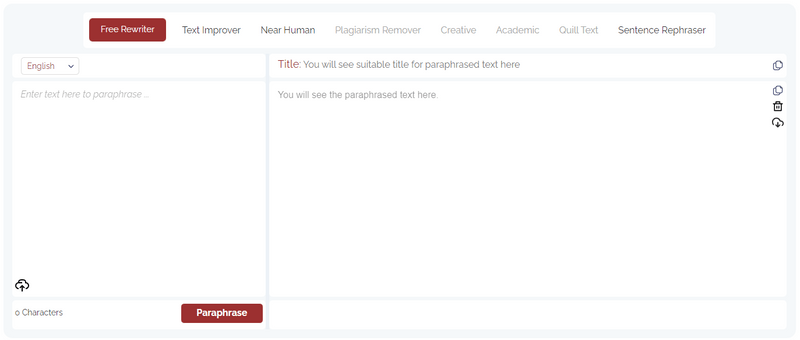 Free Rewriter Text Improver Near Human Plagiarism Remover Creative Academic Quill Text Sentence Rephraser
English
Title: You will see suitable title for paraphrased text here
Enter text here to paraphrase ...
You will see the paraphrased text here.
0 Characters
Paraphrase